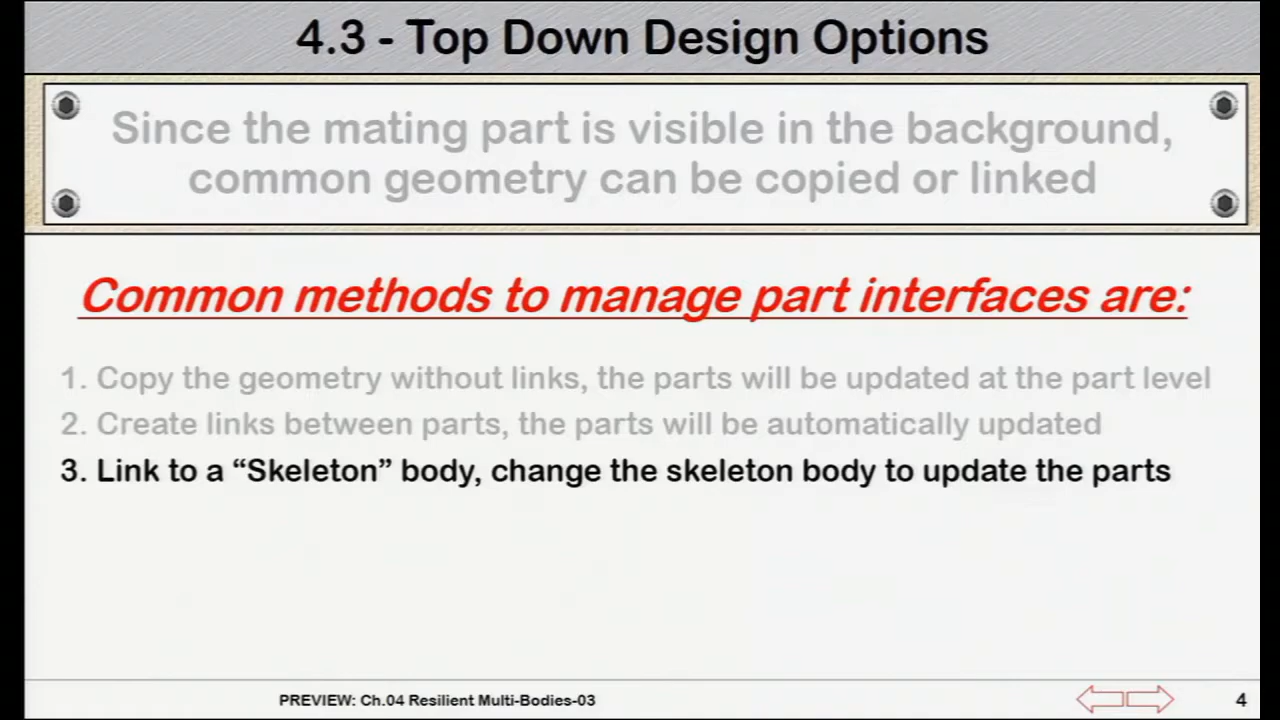 4.3 - Top Down Design Options
Since the mating part is visible in the background,
common geometry can be copied or linked
Common methods to manage part interfaces are:
1. Copy the geometry without links, the parts will be updated at the part level
2. Create links between parts, the parts will be automatically updated
3. Link to a “Skeleton” body, change the skeleton body to update the parts
PREVIEW: Ch.04 Resilient Multi-Bodies-03
4